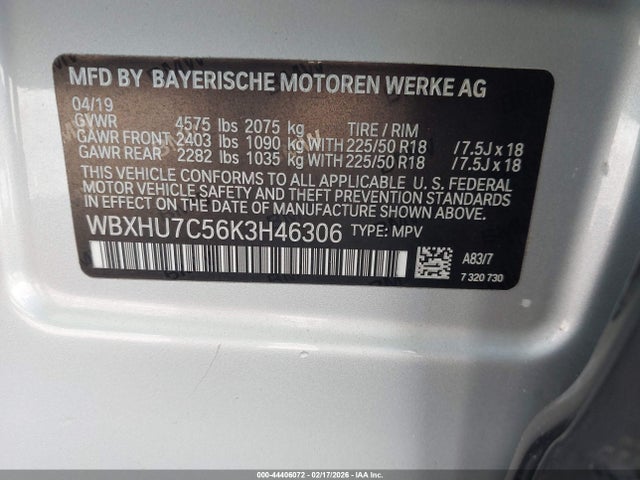 MFD BY BAYERISCHE MOTOREN WERKE AG
04/19
GVWR 4575 lbs 2075 kg TIRE / RIM
GAWR FRONT 2403 lbs 1090 kg WITH 225/50 R18 /7.5J x 18
GAWR REAR 2282 lbs 1035 kg WITH 225/50 R18 /7.5J x 18
THIS VEHICLE CONFORMS TO ALL APPLICABLE U.S. FEDERAL
MOTOR VEHICLE SAFETY AND THEFT PREVENTION STANDARDS
IN EFFECT ON THE DATE OF MANUFACTURE SHOWN ABOVE.
WBXHU7C56K3H46306 TYPE: MPV
A83/7
7 320 730
000-44406072 - 02/17/2026 - IAA Inc.